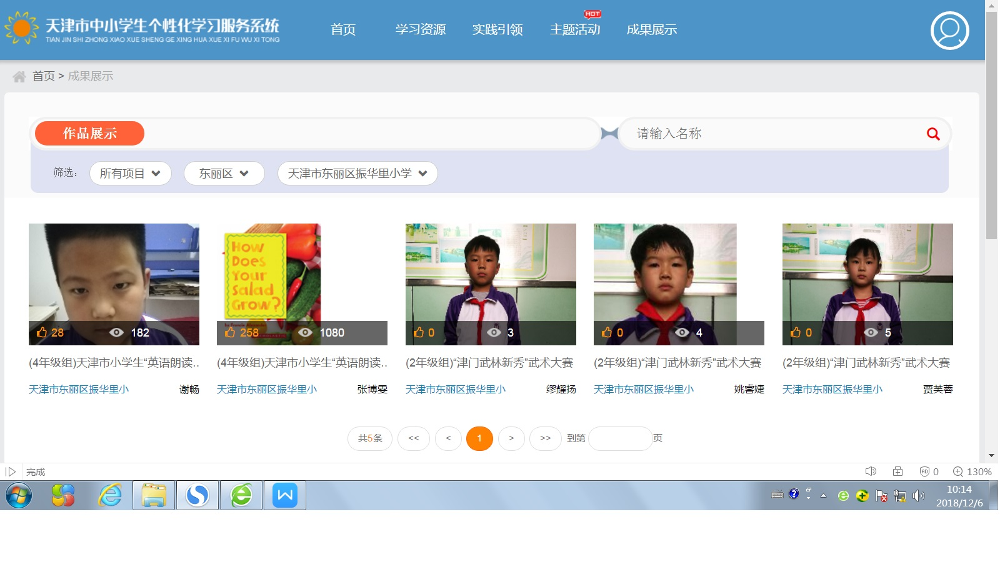 天津市中小学生个性化学习服务系统
TIAN JIN SHI ZHONG XIAO XUE SHENG GE XING HUA XUE XI FU WU XI TONG
首页 学习资源 实践引领 主题活动 HOT 成果展示
首页 > 成果展示
作品展示 请输入名称
筛选： 所有项目 东丽区 天津市东丽区振华里小学
How
Does
Your
Salad
Grow?
28 182 258 1080 0 3 0 4 0 5
(4年级组)天津市小学生“英语朗读.. (4年级组)天津市小学生“英语朗读.. (2年级组)“津门武林新秀”武术大赛 (2年级组)“津门武林新秀”武术大赛 (2年级组)“津门武林新秀”武术大赛
天津市东丽区振华里小 谢畅 天津市东丽区振华里小 张博雯 天津市东丽区振华里小 缪耀扬 天津市东丽区振华里小 姚睿婕 天津市东丽区振华里小 贾芙蓉
共5条 << < 1 > >> 到第 页
完成 AD 0 130%
10:14
2018/12/6